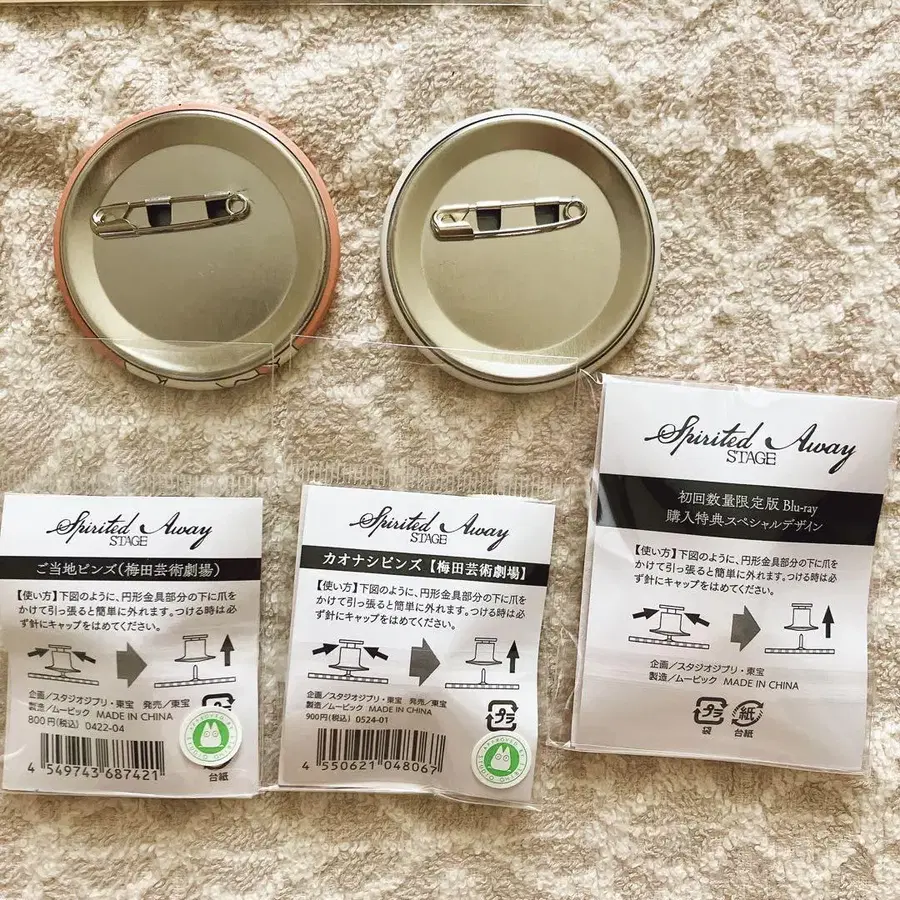 Spirited Away
STAGE
ご当地ピンズ(梅田芸術劇場)
【使い方】下図のように、円形金具部分の下に爪を
かけて引っ張ると簡単に外れます。つける時は必
ず針にキャップをはめてください。
企画/スタジオジブリ・東宝 発売/東宝
製造/ムービック MADE IN CHINA
800円(税込) 0422-04
4 549743 687421
台紙
Spirited Away
STAGE
カオナシピンズ【梅田芸術劇場】
【使い方】下図のように、円形金具部分の下に爪を
かけて引っ張ると簡単に外れます。つける時は必
ず針にキャップをはめてください。
企画/スタジオジブリ・東宝 発売/東宝
製造/ムービック MADE IN CHINA
900円(税込) 0524-01
プラ
4 550621 048067
台紙
Spirited Away
STAGE
初回数量限定版 Blu-ray
購入特典スペシャルデザイン
【使い方】下図のように、円形金具部分の下に爪を
かけて引っ張ると簡単に外れます。つける時は必
ず針にキャップをはめてください。
企画/スタジオジブリ・東宝
製造/ムービック MADE IN CHINA
プラ 紙
袋 台紙